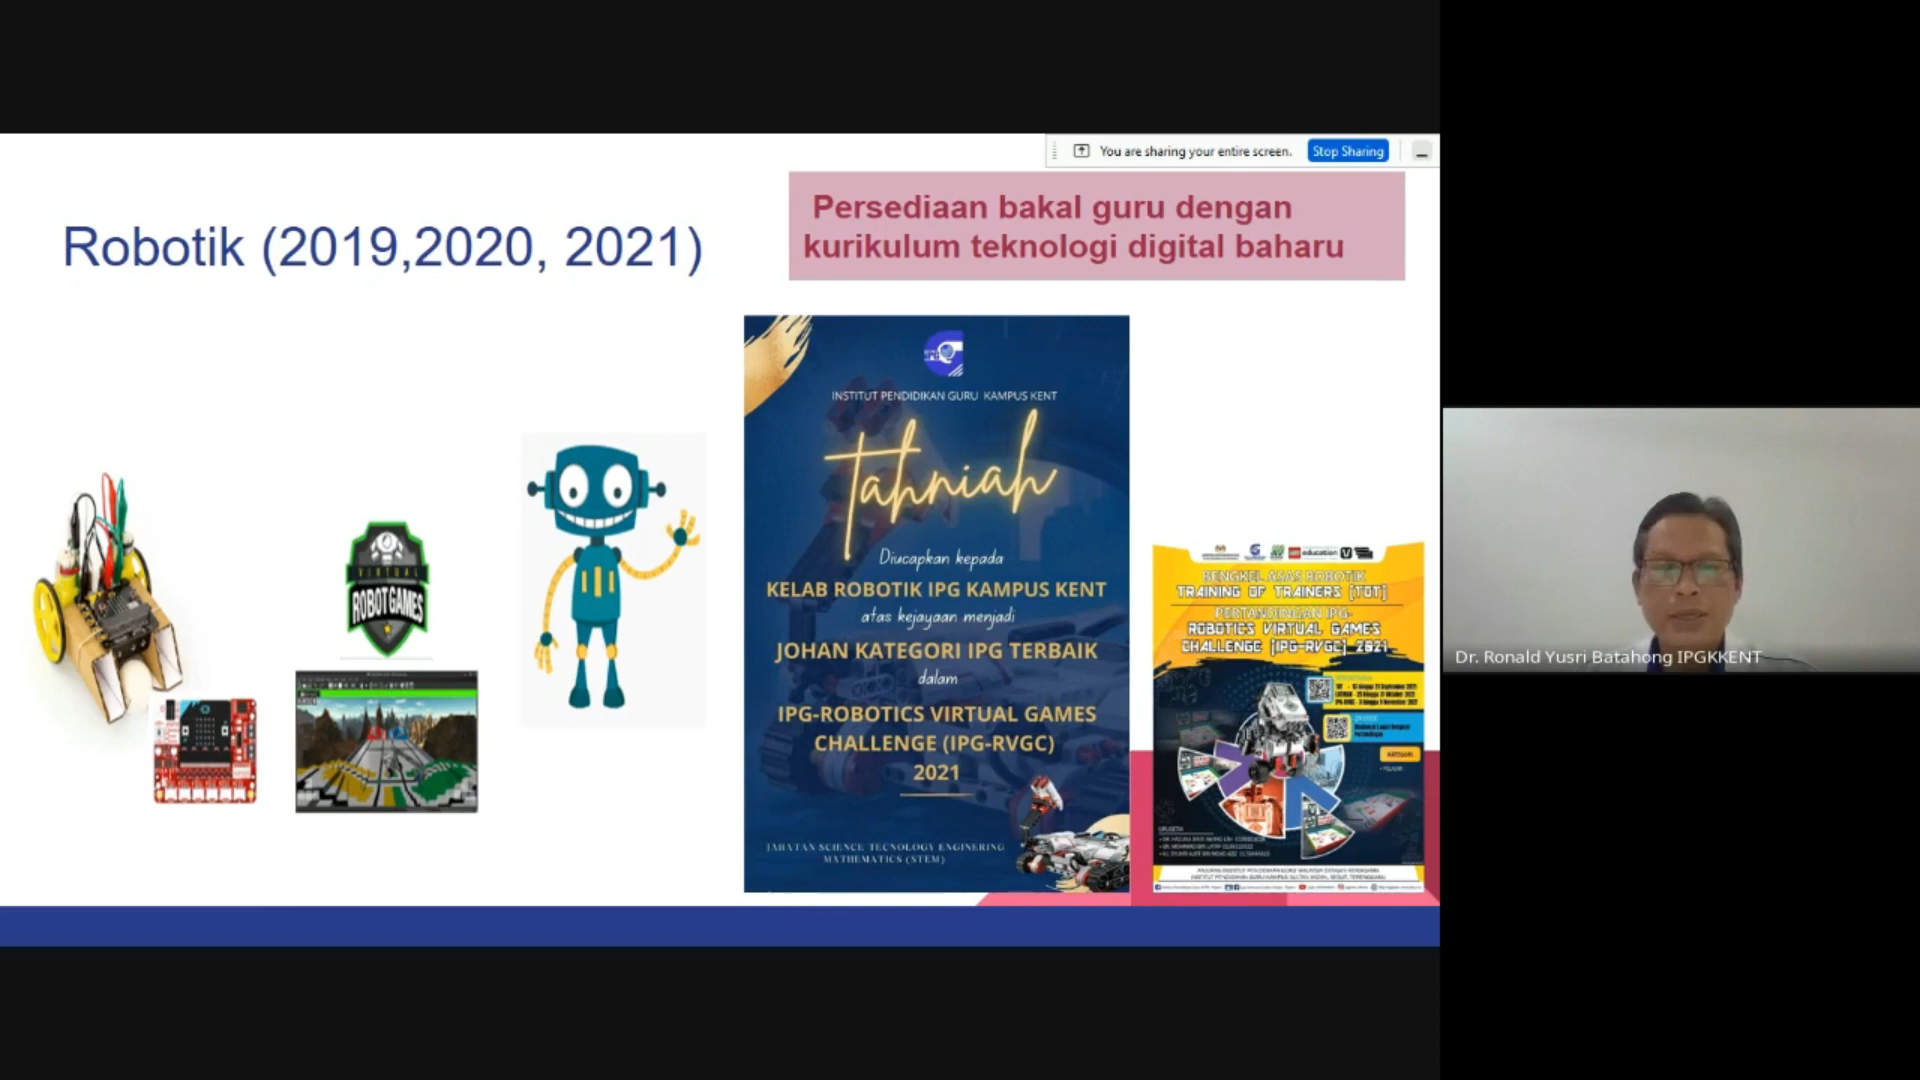 You are sharing your entire screen.
Stop Sharing
Persediaan bakal guru dengan
kurikulum teknologi digital baharu
Robotik (2019,2020, 2021)
VIRTUAL
ROBOT GAMES
INSTITUT PENDIDIKAN GURU KAMPUS KENT
Tahniah
Diucapkan kepada
KELAB ROBOTIK IPG KAMPUS KENT
atas kejayaan menjadi
JOHAN KATEGORI IPG TERBAIK
dalam
IPG-ROBOTICS VIRTUAL GAMES
CHALLENGE (IPG-RVGC)
2021
JABATAN SCIENCE TECNOLOGY ENGINERING
MATHEMATICS (STEM)
education
BENGKEL ASAS ROBOTIK
TRAINING OF TRAINERS (TOT)
PERTANDINGAN IPG-
ROBOTICS VIRTUAL GAMES
CHALLENGE (IPG-RVGC) 2021
KATEGORI
Dr. Ronald Yusri Batahong IPGKKENT